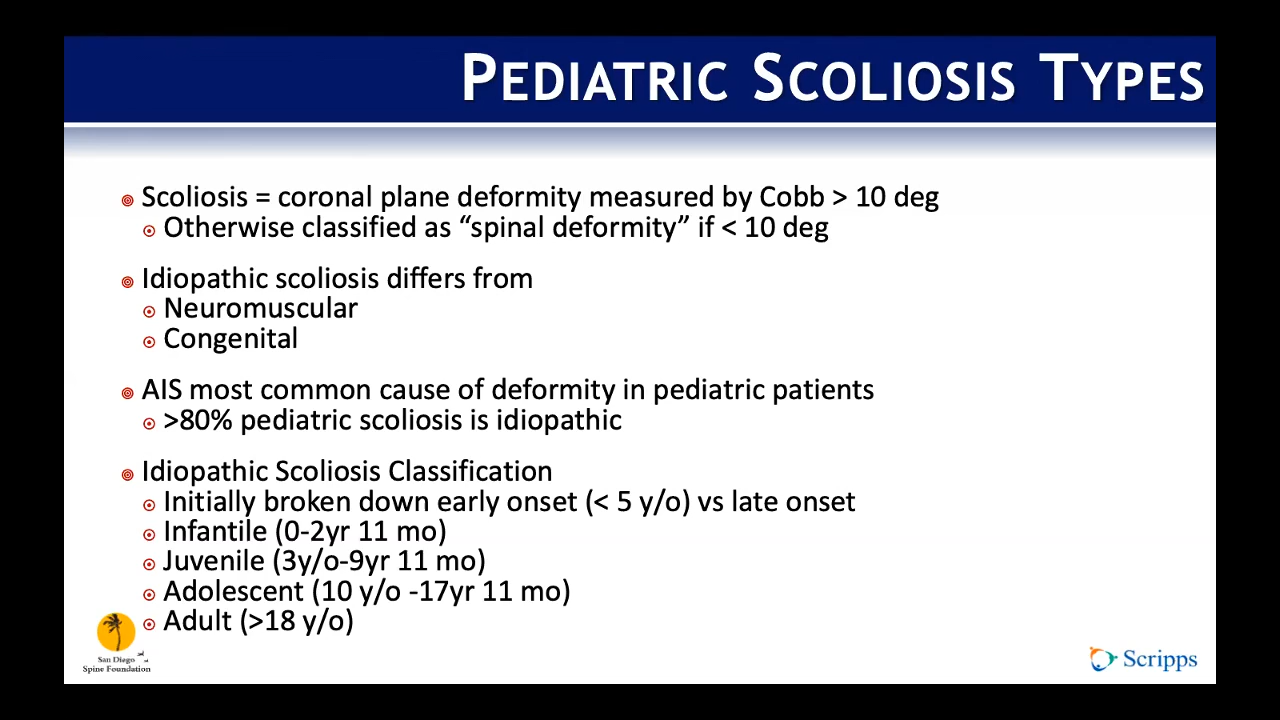 PEDIATRIC SCOLIOSIS TYPES
Scoliosis = coronal plane deformity measured by Cobb > 10 deg
Otherwise classified as “spinal deformity” if < 10 deg
Idiopathic scoliosis differs from
Neuromuscular
Congenital
AIS most common cause of deformity in pediatric patients
>80% pediatric scoliosis is idiopathic
Idiopathic Scoliosis Classification
Initially broken down early onset (< 5 y/o) vs late onset
Infantile (0-2yr 11 mo)
Juvenile (3y/o-9yr 11 mo)
Adolescent (10 y/o -17yr 11 mo)
Adult (>18 y/o)
San Diego
Spine Foundation
Scripps